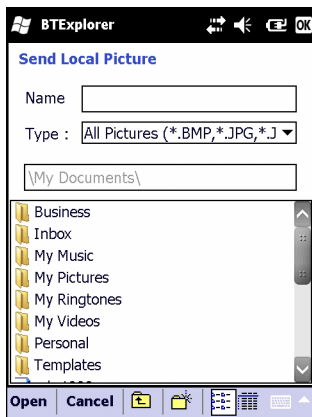 BTExplorer OK
Send Local Picture
Name
Type : All Pictures (*.BMP,*.JPG,*.J
\My Documents\
Business
Inbox
My Music
My Pictures
My Ringtones
My Videos
Personal
Templates
Open Cancel